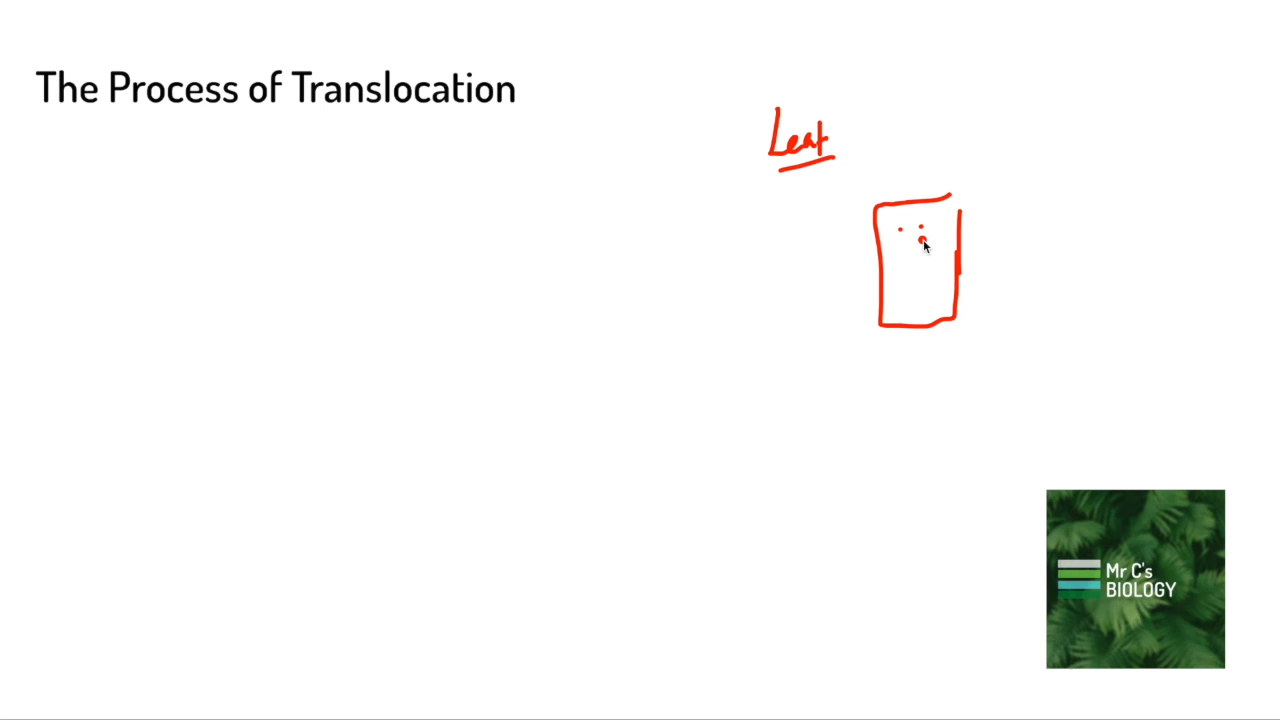 The Process of Translocation
Leaf
Mr C's
BIOLOGY